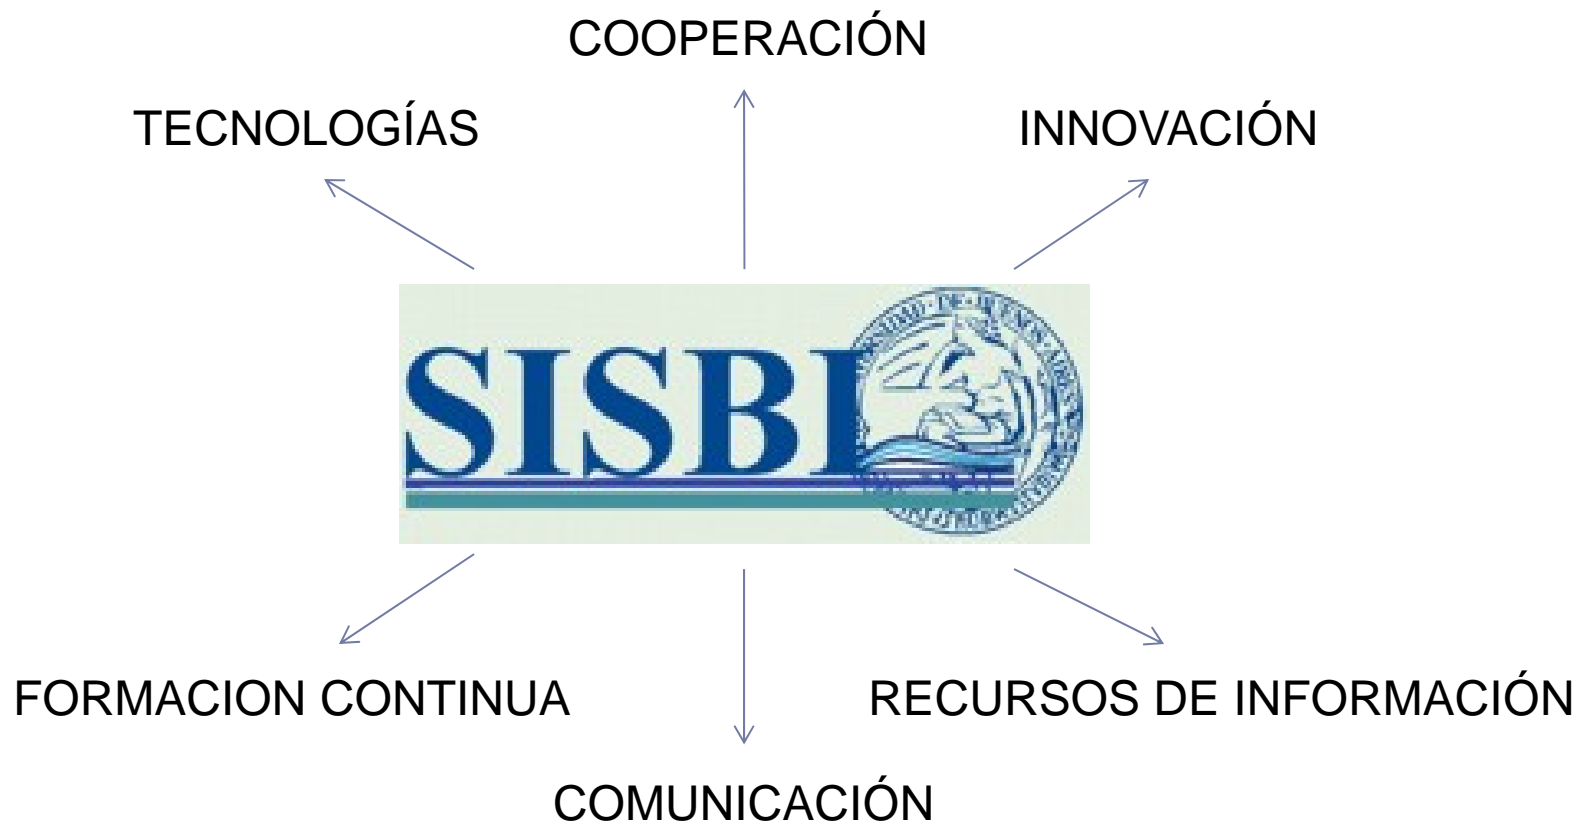 COOPERACIÓN
TECNOLOGÍAS
INNOVACIÓN
SISBI
FORMACION CONTINUA
RECURSOS DE INFORMACIÓN
COMUNICACIÓN